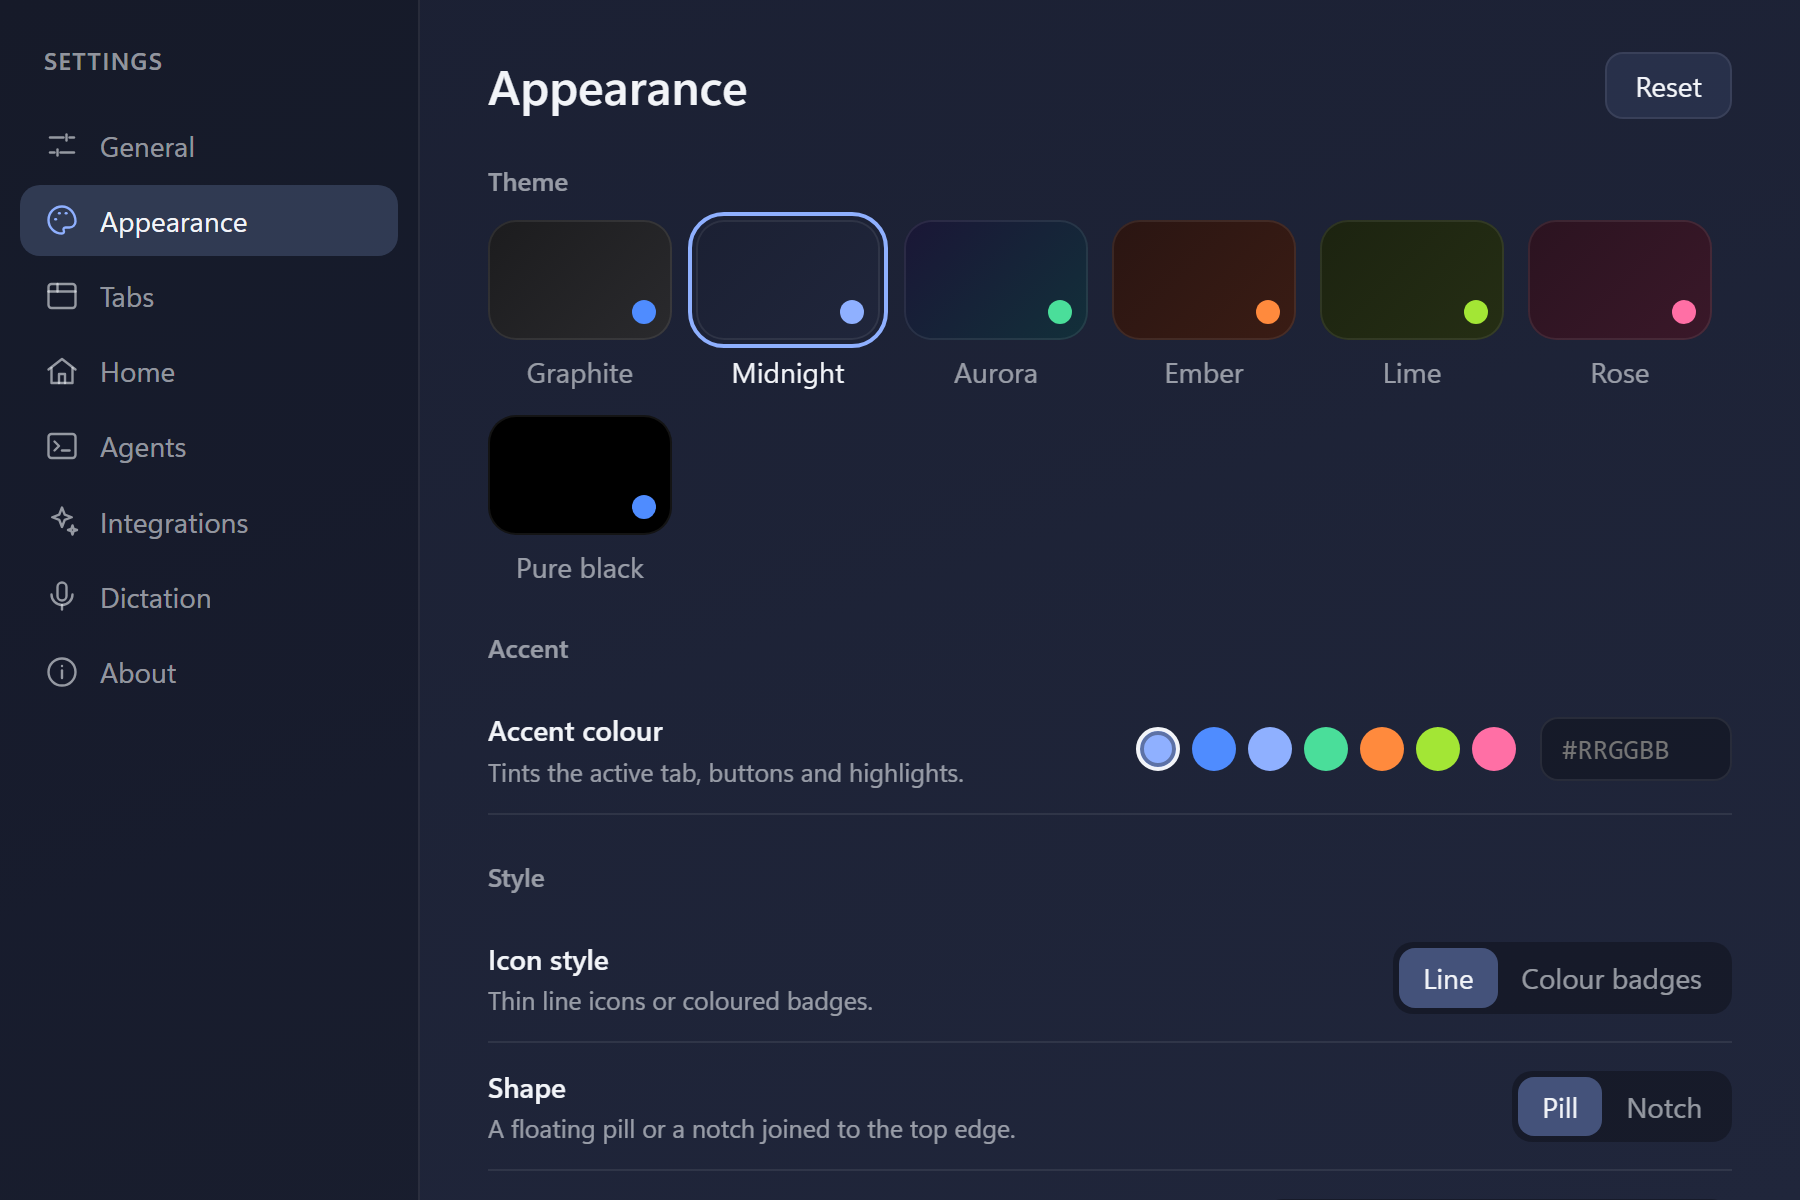 SETTINGS
General
Appearance
Tabs
Home
Agents
Integrations
Dictation
About
Appearance
Reset
Theme
Graphite
Midnight
Aurora
Ember
Lime
Rose
Pure black
Accent
Accent colour
Tints the active tab, buttons and highlights.
#RRGGBB
Style
Icon style
Thin line icons or coloured badges.
Line
Colour badges
Shape
A floating pill or a notch joined to the top edge.
Pill
Notch